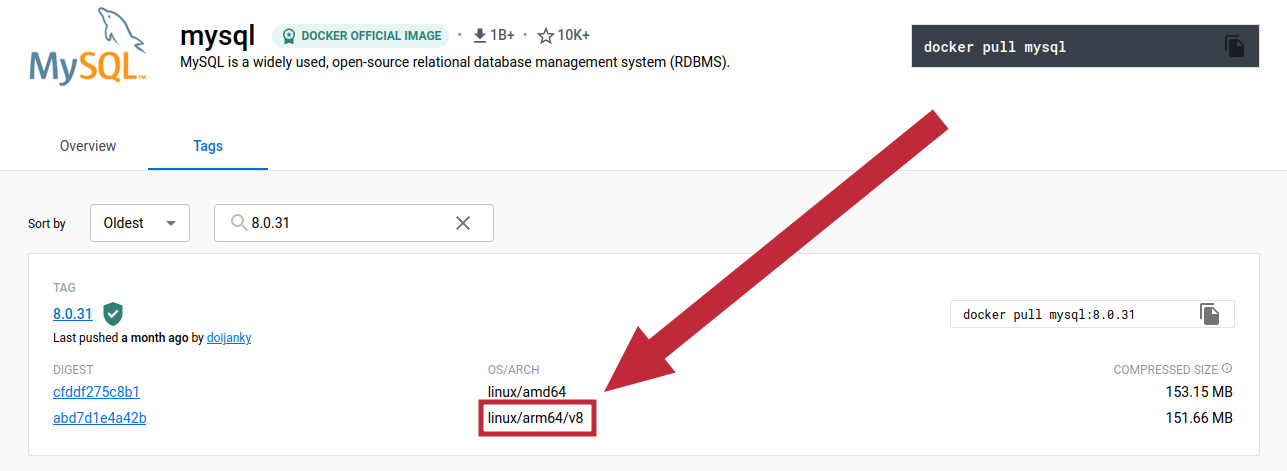 MySQL™
mysql DOCKER OFFICIAL IMAGE • 1B+ • 10K+
MySQL is a widely used, open-source relational database management system (RDBMS).
docker pull mysql
Overview Tags
Sort by Oldest 8.0.31
TAG
8.0.31
docker pull mysql:8.0.31
Last pushed a month ago by doijanky
DIGEST OS/ARCH COMPRESSED SIZE
cfddf275c8b1 linux/amd64 153.15 MB
abd7d1e4a42b linux/arm64/v8 151.66 MB